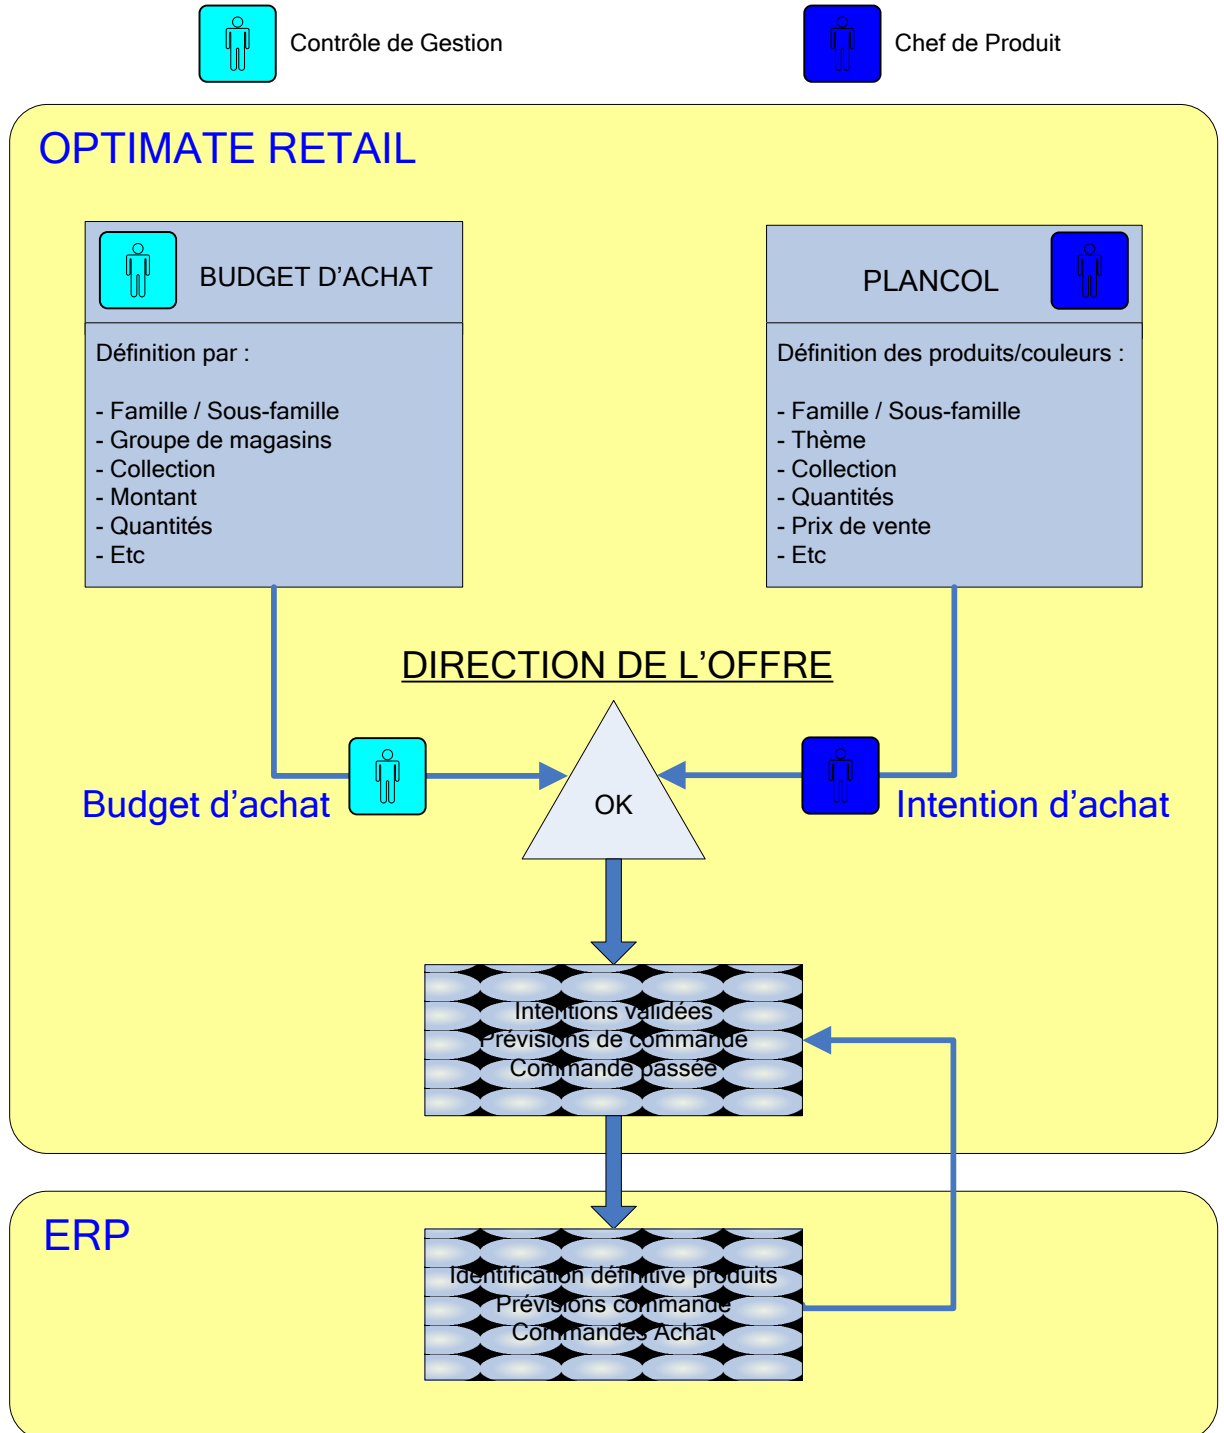 Contrôle de Gestion
Chef de Produit
OPTIMATE RETAIL
BUDGET D’ACHAT
Définition par :
- Famille / Sous-famille
- Groupe de magasins
- Collection
- Montant
- Quantités
- Etc
PLANCOL
Définition des produits/couleurs :
- Famille / Sous-famille
- Thème
- Collection
- Quantités
- Prix de vente
- Etc
DIRECTION DE L’OFFRE
Budget d’achat
OK
Intention d’achat
Intentions validées
Prévisions de commande
Commande passée
ERP
Identification définitive produits
Prévisions commande
Commandes Achat